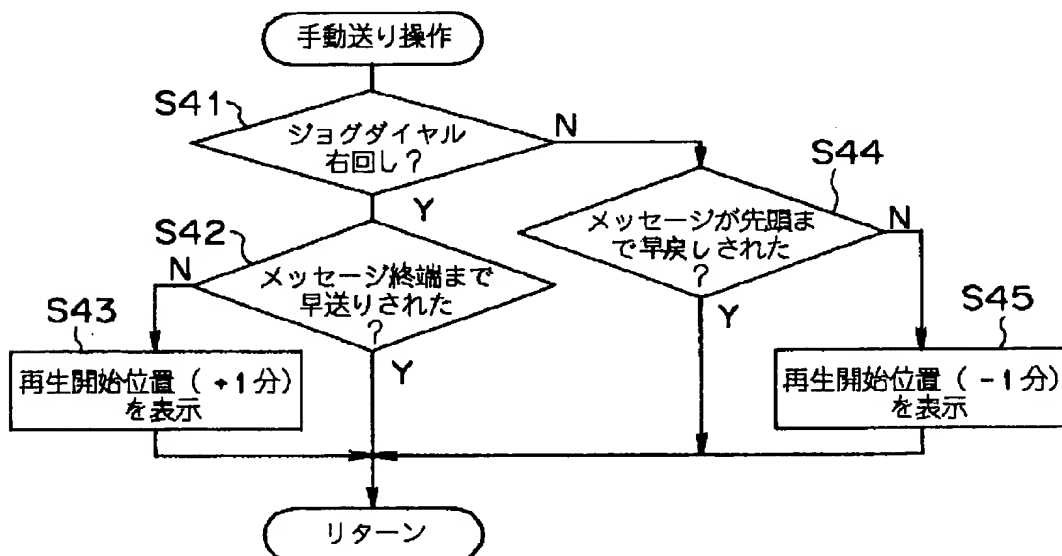 手動送り操作
S41
ジョグダイヤル
右回し?
N
Y
S44
メッセージが先頭ま
で早戻しされた
?
N
Y
S42
メッセージ終端まで
早送りされた
?
N
Y
S43
再生開始位置(+1分)
を表示
S45
再生開始位置(-1分)
を表示
リターン